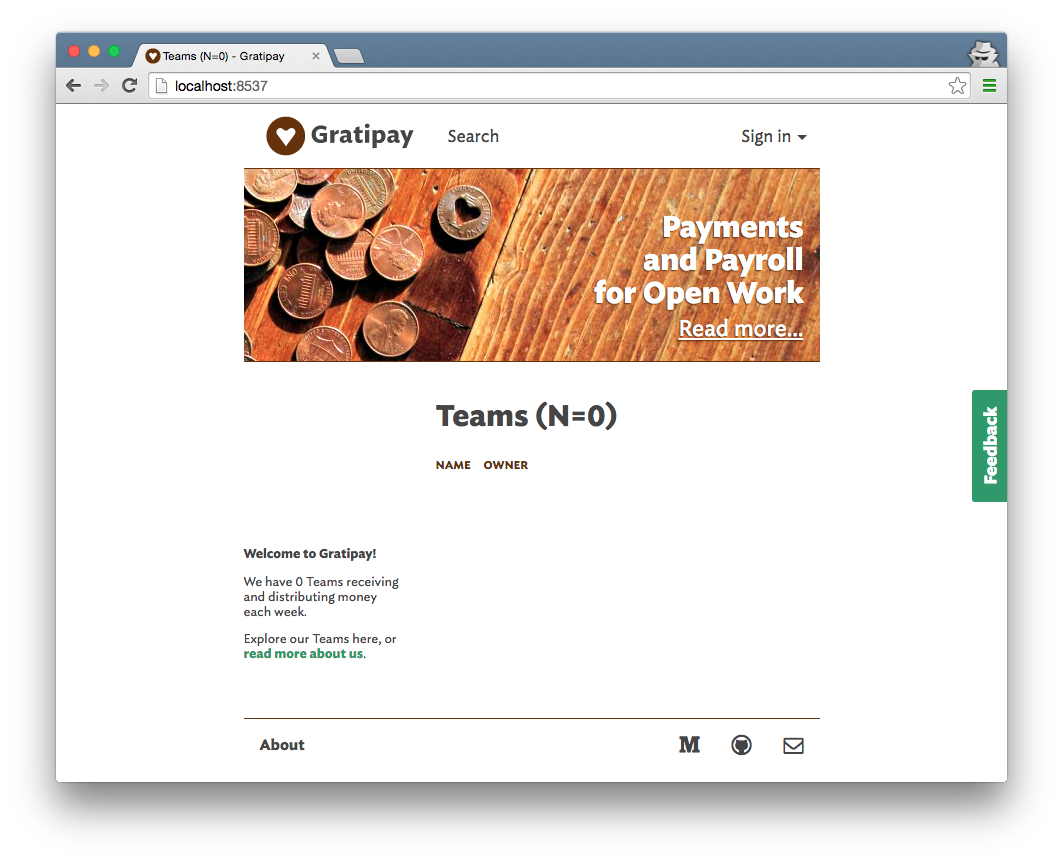 Teams (N=0) - Gratipay
localhost:8537
Gratipay
Search
Sign in
Payments
and Payroll
for Open Work
Read more...
Feedback
Teams (N=0)
NAME OWNER
Welcome to Gratipay!
We have 0 Teams receiving
and distributing money
each week.
Explore our Teams here, or
read more about us.
About
M